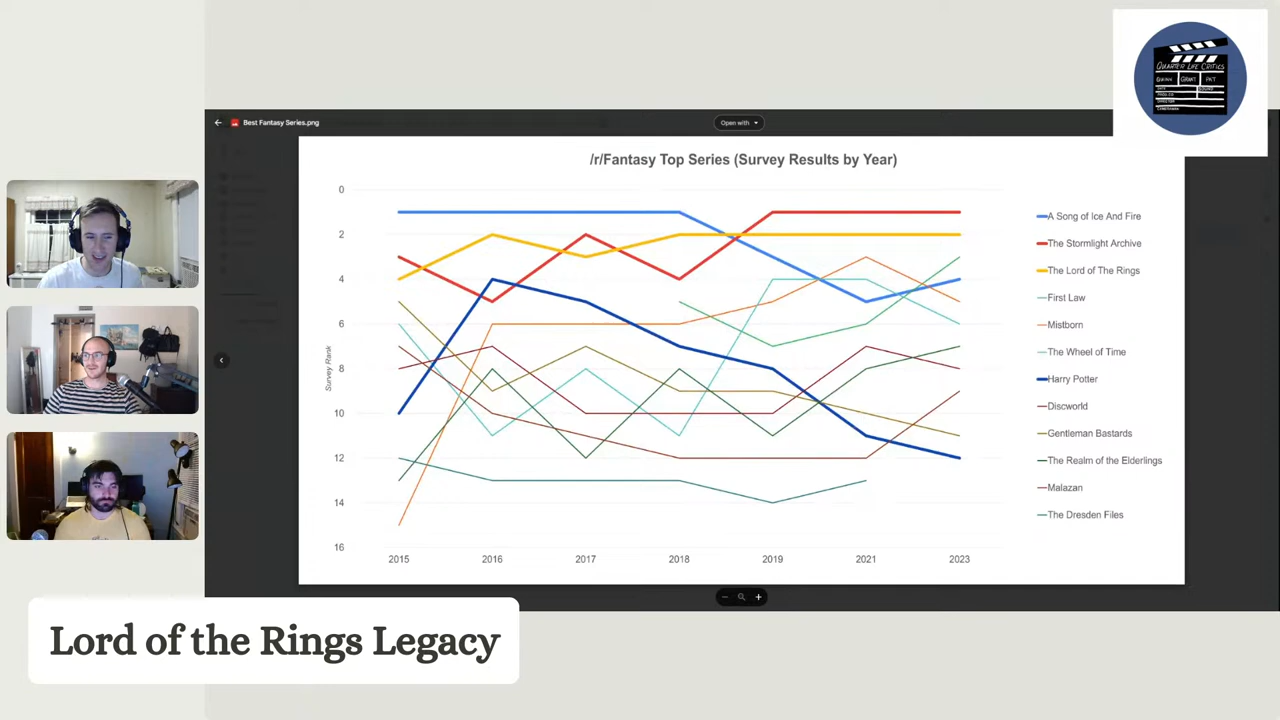 QUARTER LIFE CRITICS
Best Fantasy Series.png
Open with
/r/Fantasy Top Series (Survey Results by Year)
0
2
4
6
8
10
12
14
16
Survey Rank
2015 2016 2017 2018 2019 2021 2023
A Song of Ice And Fire
The Stormlight Archive
The Lord of The Rings
First Law
Mistborn
The Wheel of Time
Harry Potter
Discworld
Gentleman Bastards
The Realm of the Elderlings
Malazan
The Dresden Files
Lord of the Rings Legacy